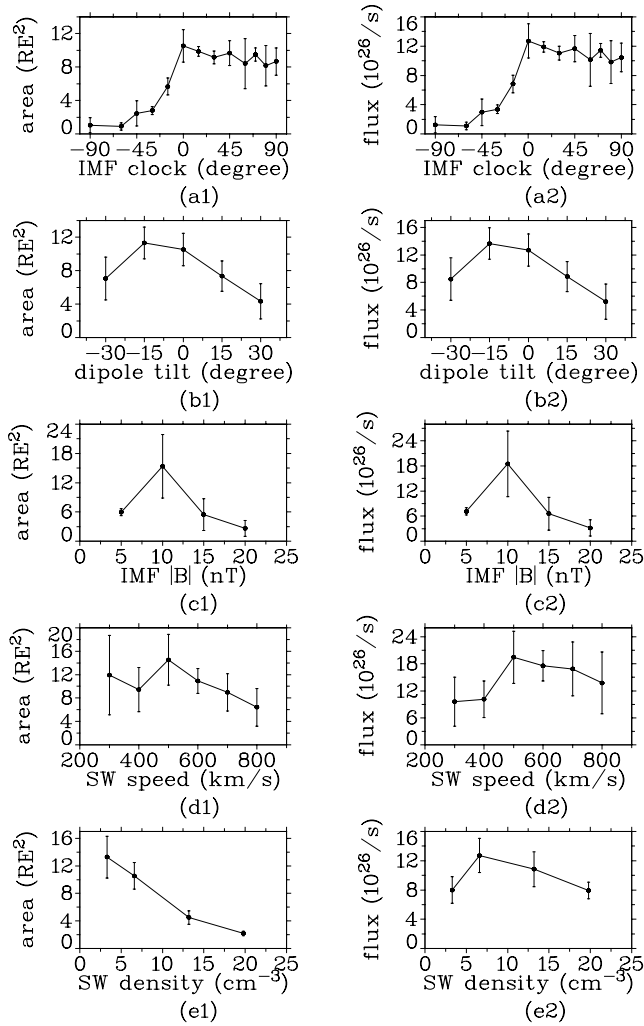 area (RE²)
12
8
4
0
−90 −45 0 45 90
IMF clock (degree)
(a1)
flux (10²⁶/s)
16
12
8
4
0
−90 −45 0 45 90
IMF clock (degree)
(a2)
area (RE²)
12
8
4
0
−30 −15 0 15 30
dipole tilt (degree)
(b1)
flux (10²⁶/s)
16
12
8
4
0
−30 −15 0 15 30
dipole tilt (degree)
(b2)
area (RE²)
24
18
12
6
0
0 5 10 15 20 25
IMF |B| (nT)
(c1)
flux (10²⁶/s)
24
18
12
6
0
0 5 10 15 20 25
IMF |B| (nT)
(c2)
area (RE²)
20
16
12
8
4
0
200 400 600 800
SW speed (km/s)
(d1)
flux (10²⁶/s)
24
18
12
6
0
200 400 600 800
SW speed (km/s)
(d2)
area (RE²)
16
12
8
4
0
0 5 10 15 20 25
SW density (cm⁻³)
(e1)
flux (10²⁶/s)
16
12
8
4
0
0 5 10 15 20 25
SW density (cm⁻³)
(e2)